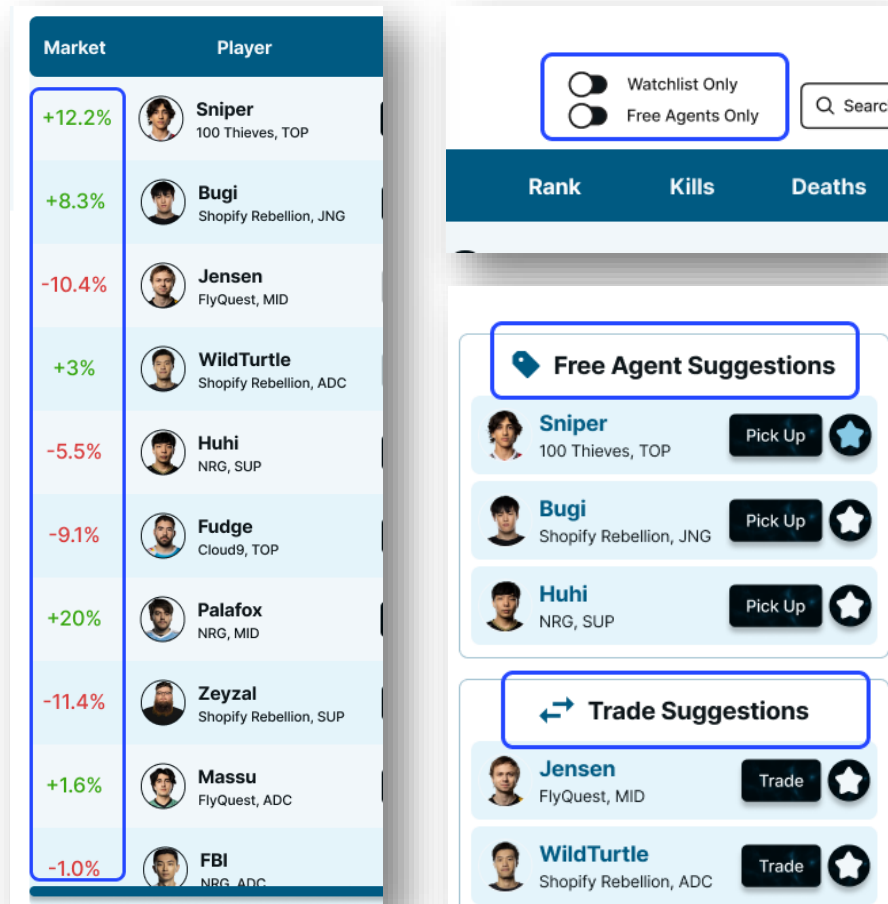 Market Player
+12.2% Sniper
100 Thieves, TOP
+8.3% Bugi
Shopify Rebellion, JNG
-10.4% Jensen
FlyQuest, MID
+3% WildTurtle
Shopify Rebellion, ADC
-5.5% Huhi
NRG, SUP
-9.1% Fudge
Cloud9, TOP
+20% Palafox
NRG, MID
-11.4% Zeyzal
Shopify Rebellion, SUP
+1.6% Massu
FlyQuest, ADC
-1.0% FBI
NRG, ADC
Watchlist Only
Free Agents Only
Searc
Rank Kills Deaths
Free Agent Suggestions
Sniper
100 Thieves, TOP
Pick Up
Bugi
Shopify Rebellion, JNG
Pick Up
Huhi
NRG, SUP
Pick Up
Trade Suggestions
Jensen
FlyQuest, MID
Trade
WildTurtle
Shopify Rebellion, ADC
Trade